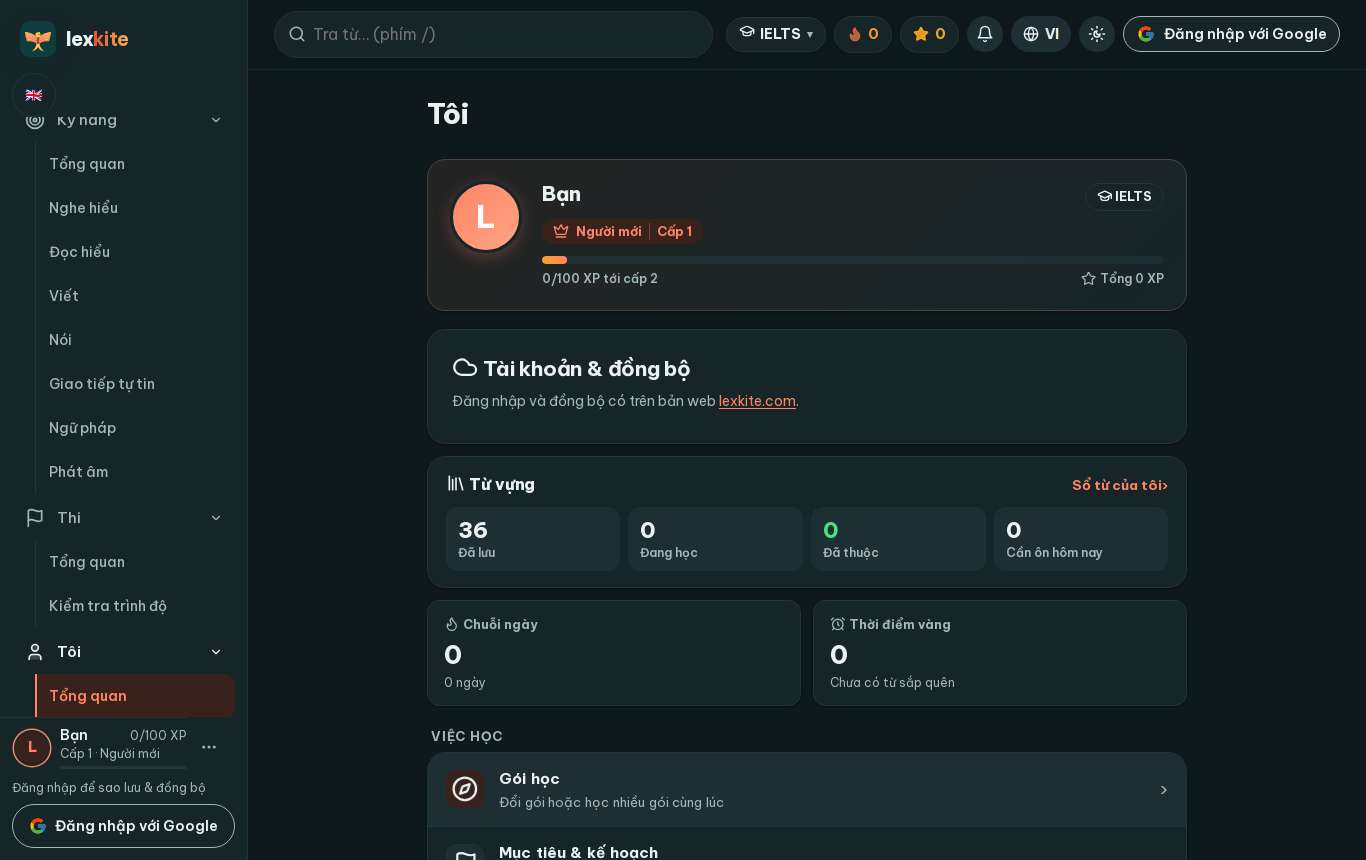 lexkite
Tra từ... (phím /)
IELTS ▾
0
0
VI
Đăng nhập với Google
Kỹ năng
Tổng quan
Nghe hiểu
Đọc hiểu
Viết
Nói
Giao tiếp tự tin
Ngữ pháp
Phát âm
Thi
Tổng quan
Kiểm tra trình độ
Tôi
Tổng quan
L
Bạn
0/100 XP
Cấp 1 · Người mới
Đăng nhập để sao lưu & đồng bộ
Đăng nhập với Google
Tôi
L
Bạn
IELTS
Người mới
Cấp 1
0/100 XP tới cấp 2
Tổng 0 XP
Tài khoản & đồng bộ
Đăng nhập và đồng bộ có trên bản web lexkite.com.
Từ vựng
Sổ từ của tôi›
36
Đã lưu
0
Đang học
0
Đã thuộc
0
Cần ôn hôm nay
Chuỗi ngày
0
0 ngày
Thời điểm vàng
0
Chưa có từ sắp quên
VIỆC HỌC
Gói học
Đổi gói hoặc học nhiều gói cùng lúc
›
Mục tiêu & kế hoạch